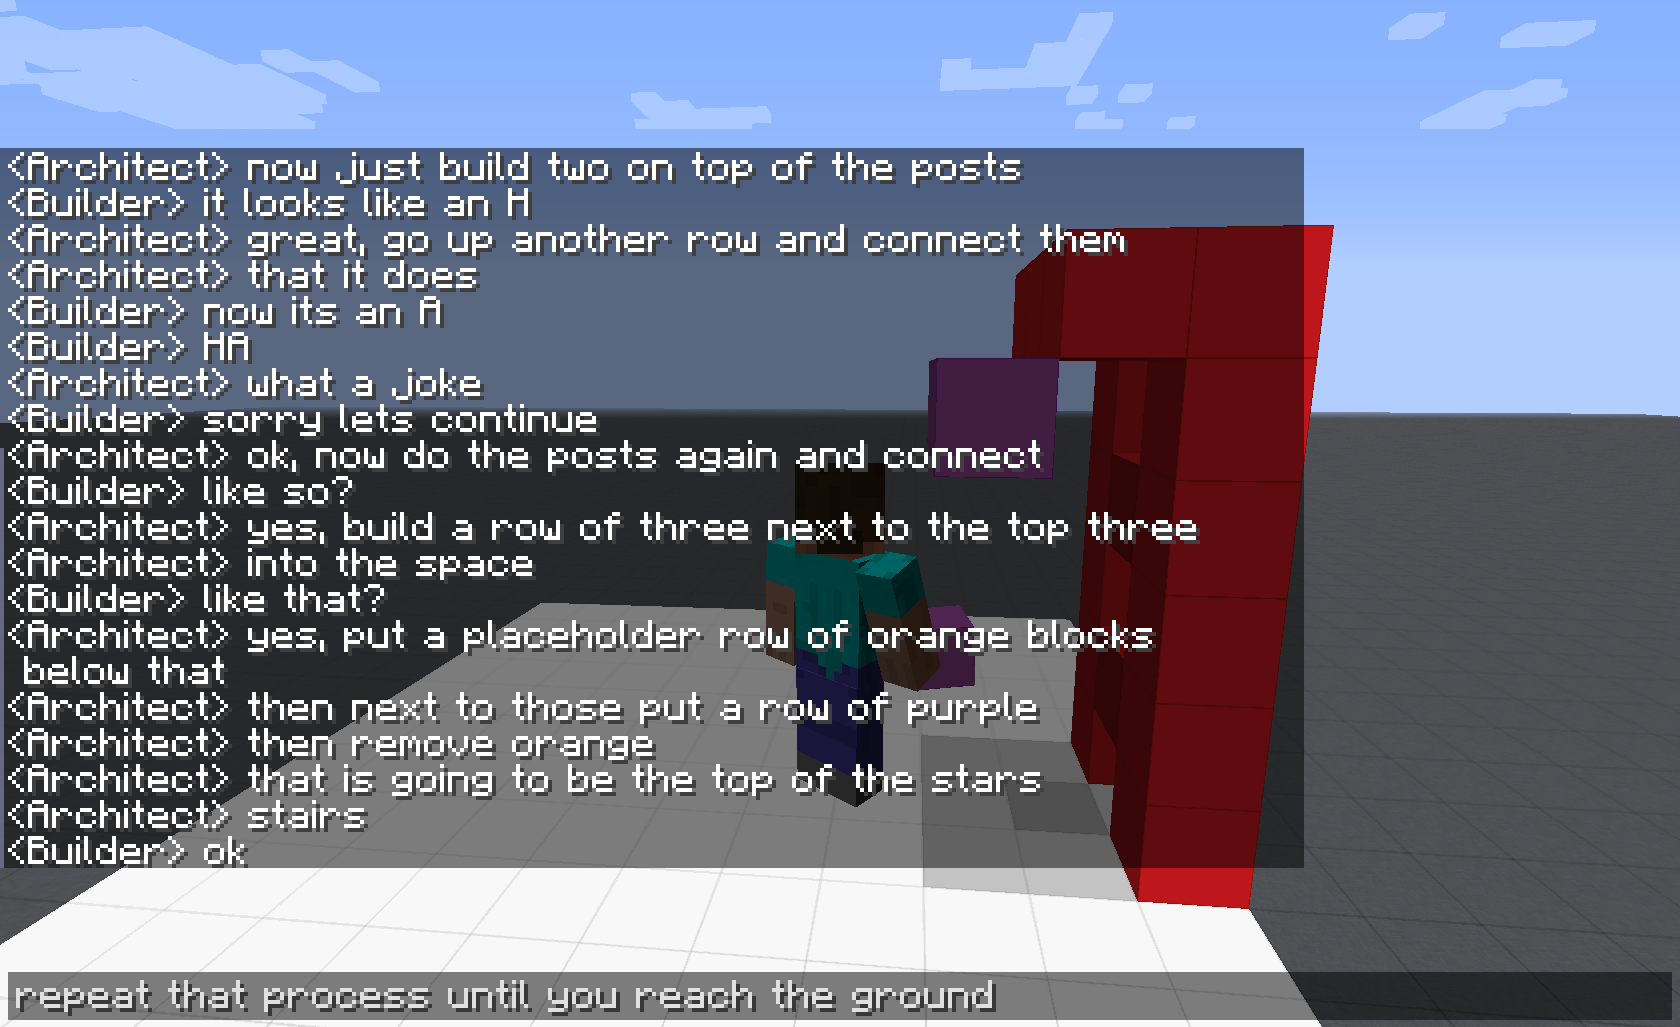 <Architect> now just build two on top of the posts
<Builder> it looks like an H
<Architect> great, go up another row and connect them
<Architect> that it does
<Builder> now its an A
<Builder> HA
<Architect> what a joke
<Builder> sorry lets continue
<Architect> ok, now do the posts again and connect
<Builder> like so?
<Architect> yes, build a row of three next to the top three
<Architect> into the space
<Builder> like that?
<Architect> yes, put a placeholder row of orange blocks
below that
<Architect> then next to those put a row of purple
<Architect> then remove orange
<Architect> that is going to be the top of the stars
<Architect> stairs
<Builder> ok
repeat that process until you reach the ground